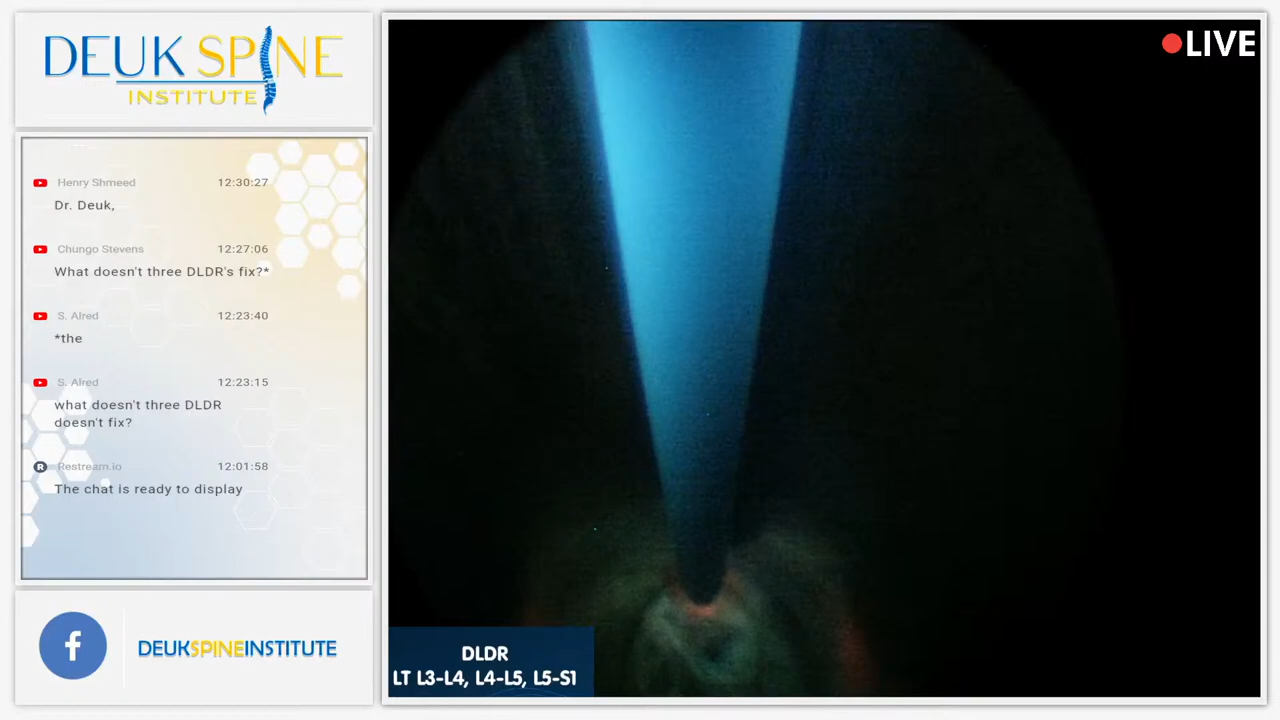 DEUK SPINE
INSTITUTE
Henry Shmeed 12:30:27
Dr. Deuk,
Chungo Stevens 12:27:06
What doesn't three DLDR's fix?*
S. Alred 12:23:40
*the
S. Alred 12:23:15
what doesn't three DLDR
doesn't fix?
R Restream.io 12:01:58
The chat is ready to display
f DEUKSPINEINSTITUTE
LIVE
DLDR
LT L3-L4, L4-L5, L5-S1